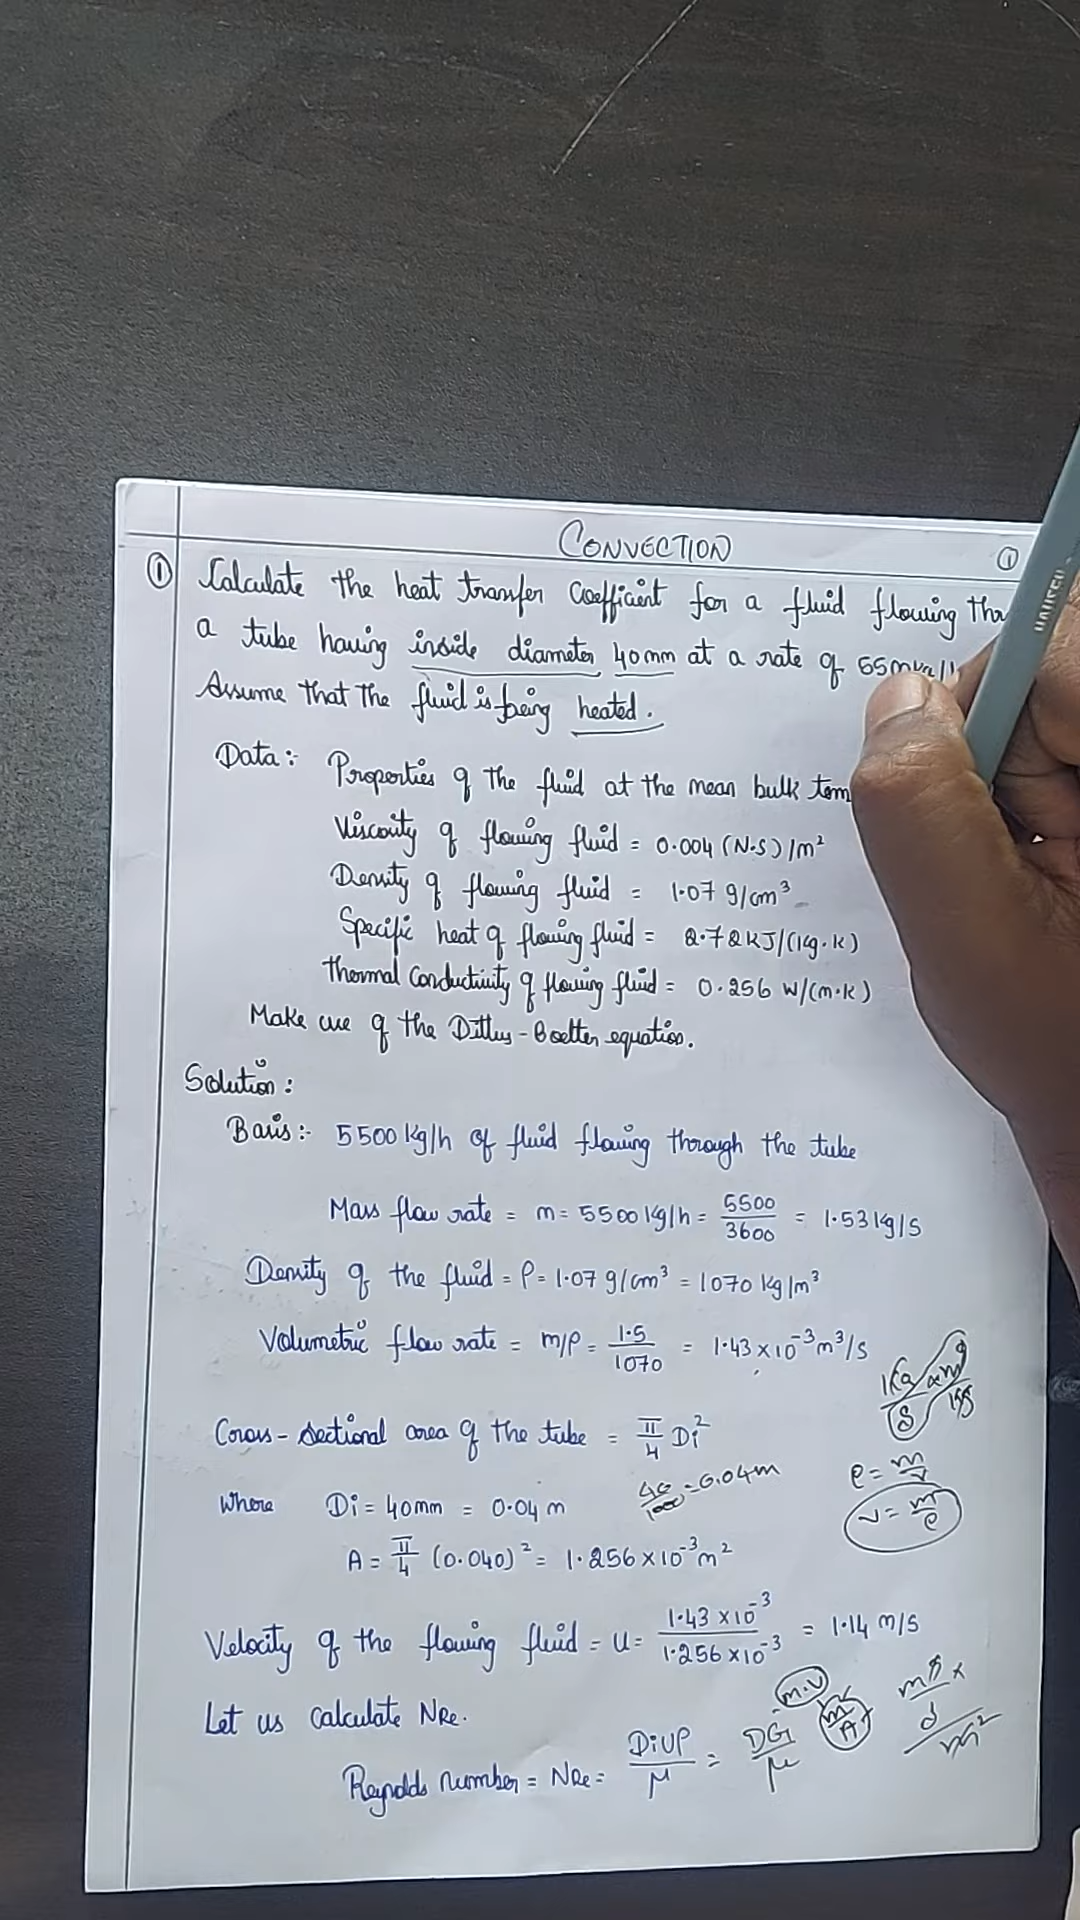 CONVECTION
①
① Calculate the heat transfer coefficient for a fluid flowing thr
a tube having inside diameter 40mm at a rate of
Assume that the fluid is being heated.
Data:- Properties of the fluid at the mean bulk tem
Viscosity of flowing fluid = 0.004 (N.S)/m²
Density of flowing fluid = 1.07 g/cm³
Specific heat of flowing fluid = 2.72 kJ/(kg.k)
Thermal Conductivity of flowing fluid = 0.256 W/(m.k)
Make use of the Dittus-Boelter equation.
Solution:
Basis:- 5500 kg/h of fluid flowing through the tube
Mass flow rate = m = 5500 kg/h = 5500/3600 = 1.53 kg/s
Density of the fluid = ρ = 1.07 g/cm³ = 1070 kg/m³
Volumetric flow rate = m/ρ = 1.5/1070 = 1.43 × 10⁻³ m³/s
Cross-sectional area of the tube = π/4 Di²
ρ = m/v
Where Di = 40mm = 0.04 m
40/1000 = 0.04m
v = m/ρ
A = π/4 (0.040)² = 1.256 × 10⁻³ m²
Velocity of the flowing fluid = u = 1.43 × 10⁻³/1.256 × 10⁻³ = 1.14 m/s
Let us calculate NRe.
m.v
m/A
Reynolds number = NRe = DiUρ/μ = DG/μ